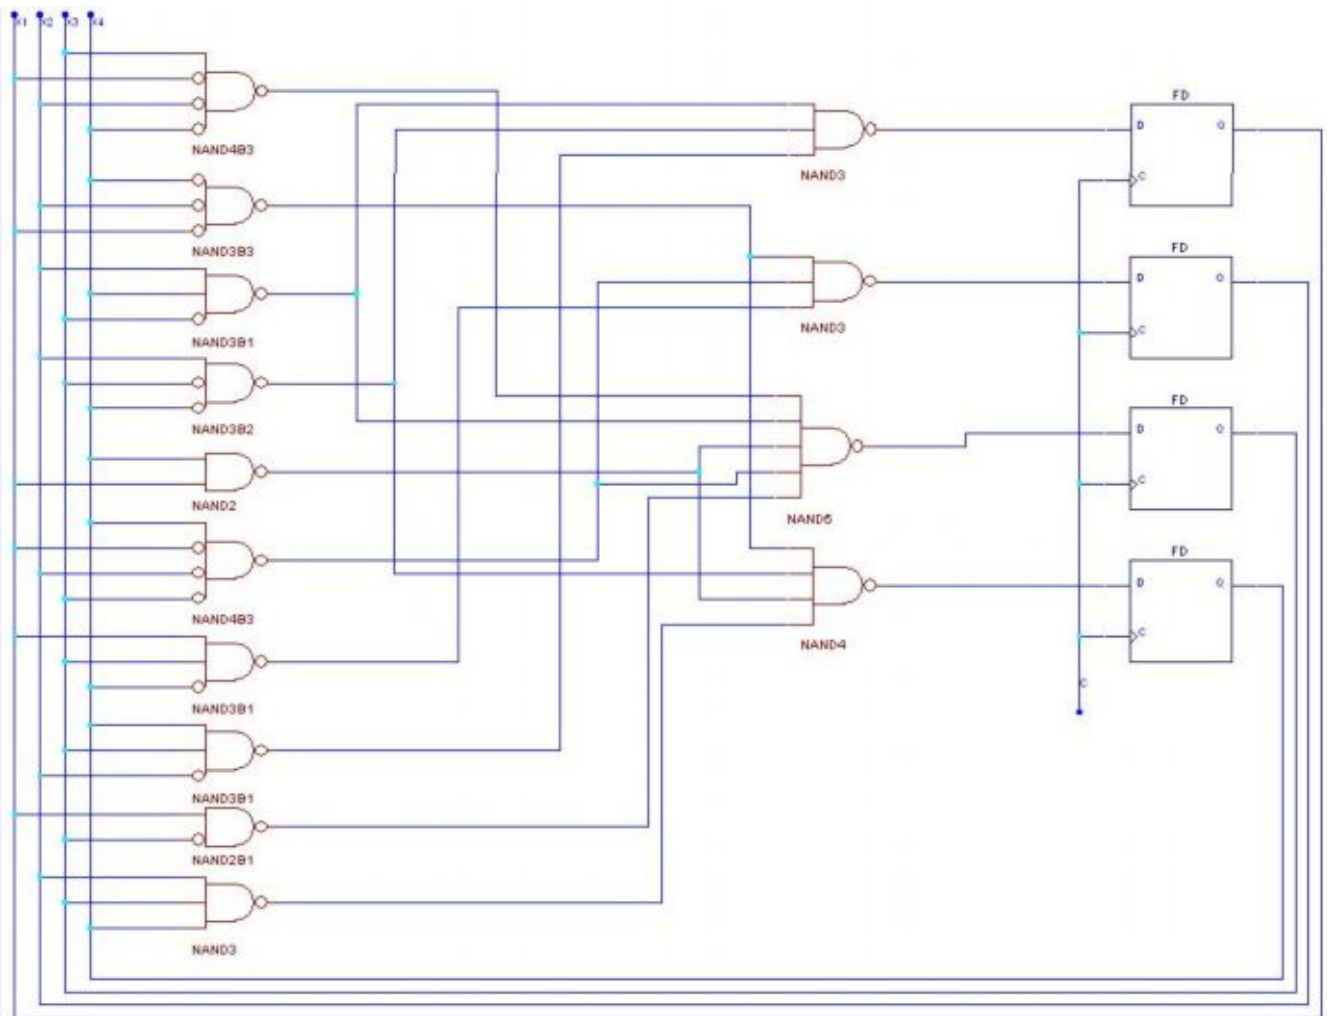 X1 X2 X3 X4
NAND4B3
NAND3B3
NAND3B1
NAND3B2
NAND2
NAND4B3
NAND3B1
NAND3B1
NAND2B1
NAND3
NAND3
NAND3
NAND5
NAND4
FD
D Q
C
FD
D Q
C
FD
D Q
C
FD
D Q
C
C